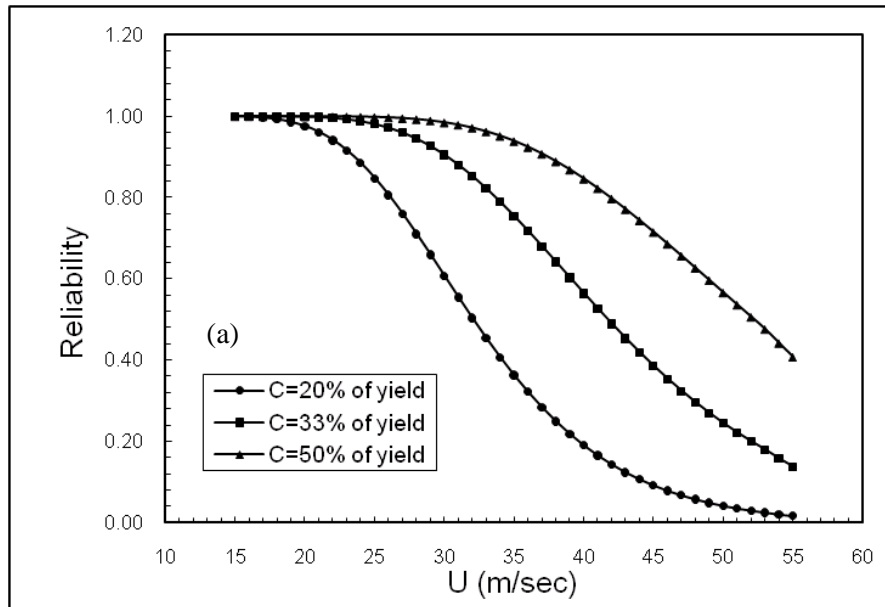 1.20
1.00
0.80
0.60
0.40
0.20
0.00
Reliability
(a)
C=20% of yield
C=33% of yield
C=50% of yield
10 15 20 25 30 35 40 45 50 55 60
U (m/sec)